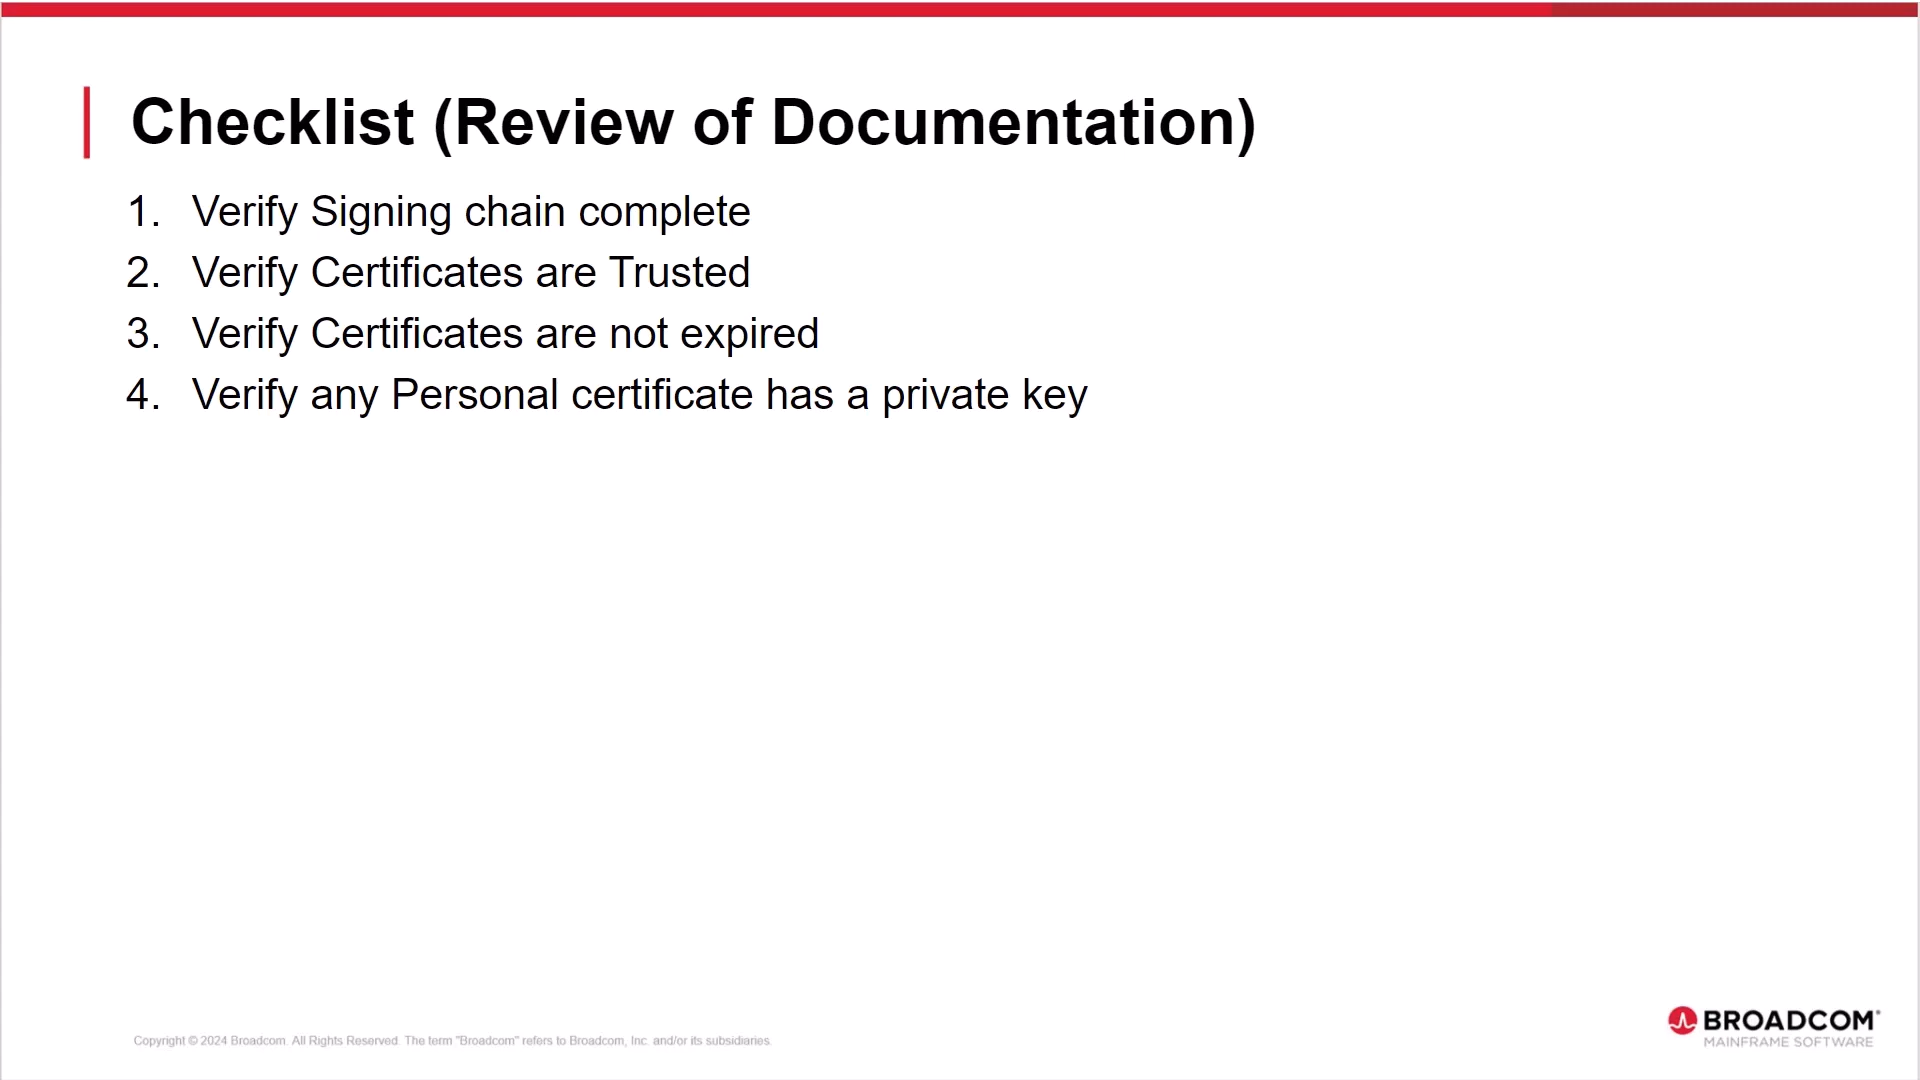 Checklist (Review of Documentation)
1. Verify Signing chain complete
2. Verify Certificates are Trusted
3. Verify Certificates are not expired
4. Verify any Personal certificate has a private key
Copyright © 2024 Broadcom. All Rights Reserved. The term "Broadcom" refers to Broadcom, Inc. and/or its subsidiaries.
BROADCOM®
MAINFRAME SOFTWARE